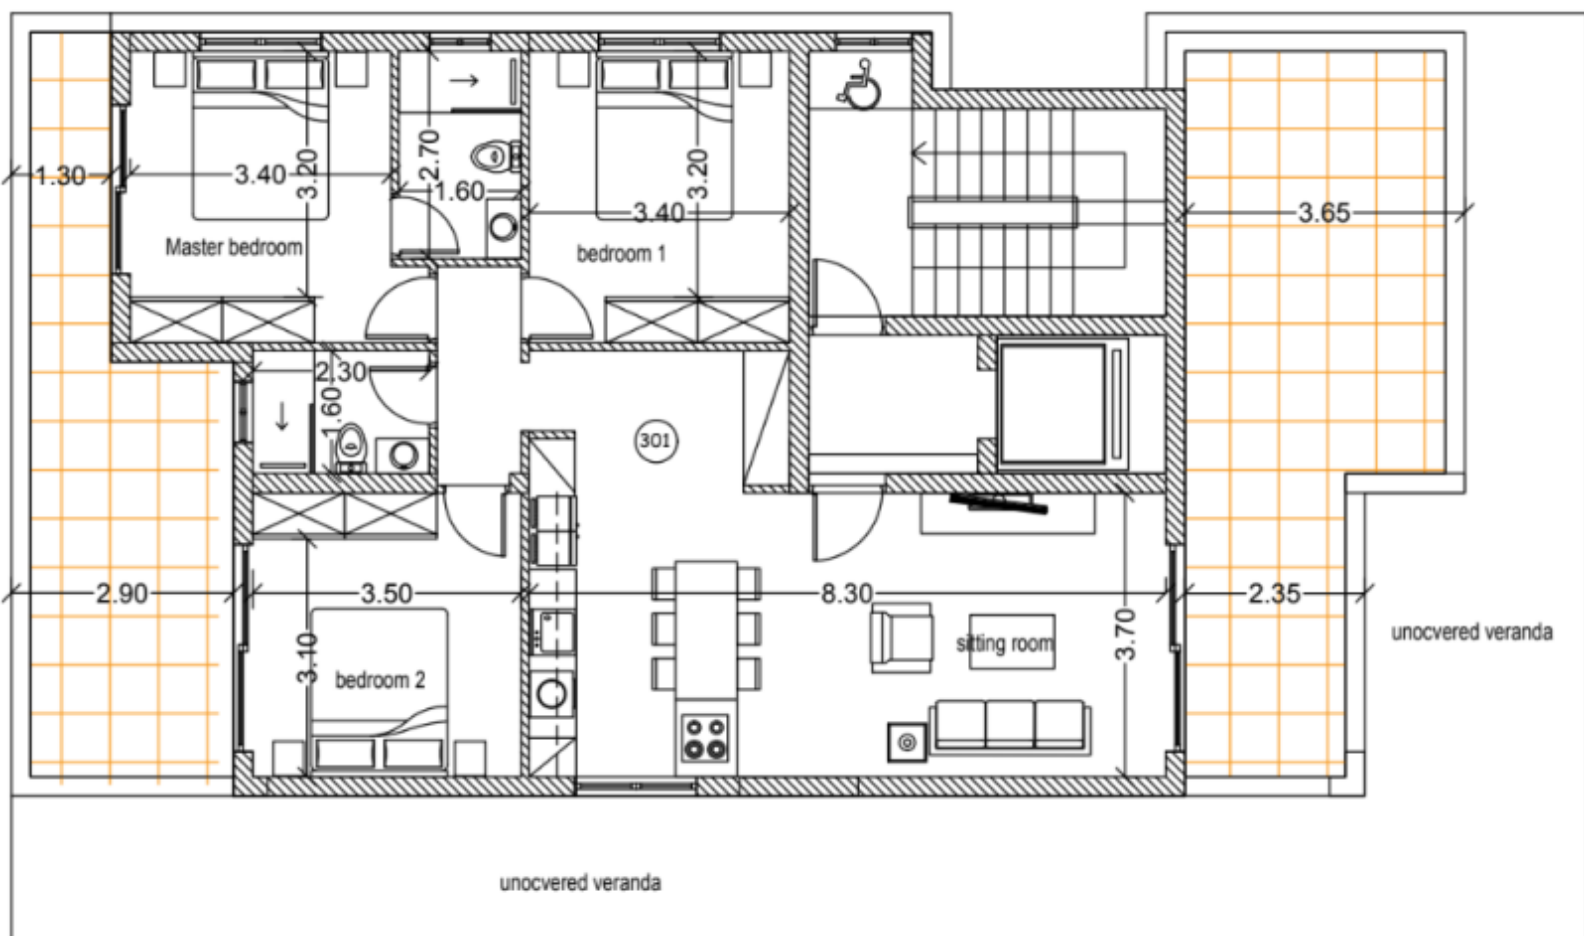 1.30
3.40
3.20
2.70
1.60
3.40
3.20
3.65
Master bedroom
bedroom 1
2.30
1.60
301
2.90
3.50
8.30
2.35
3.10
3.70
sitting room
unocvered veranda
bedroom 2
unocvered veranda